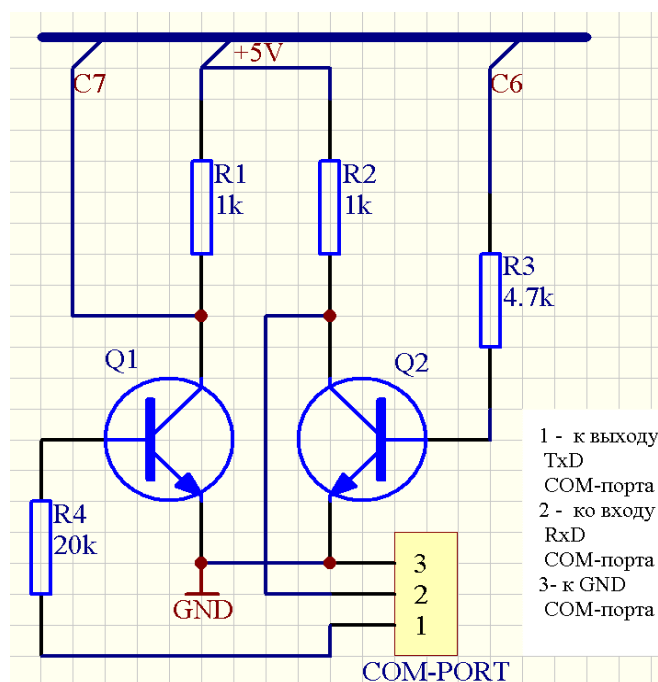 +5V
C7
C6
R1
1k
R2
1k
R3
4.7k
Q1
Q2
R4
20k
GND
3
2
1
COM-PORT
1 - к выходу
TxD
COM-порта
2 - ко входу
RxD
COM-порта
3- к GND
COM-порта